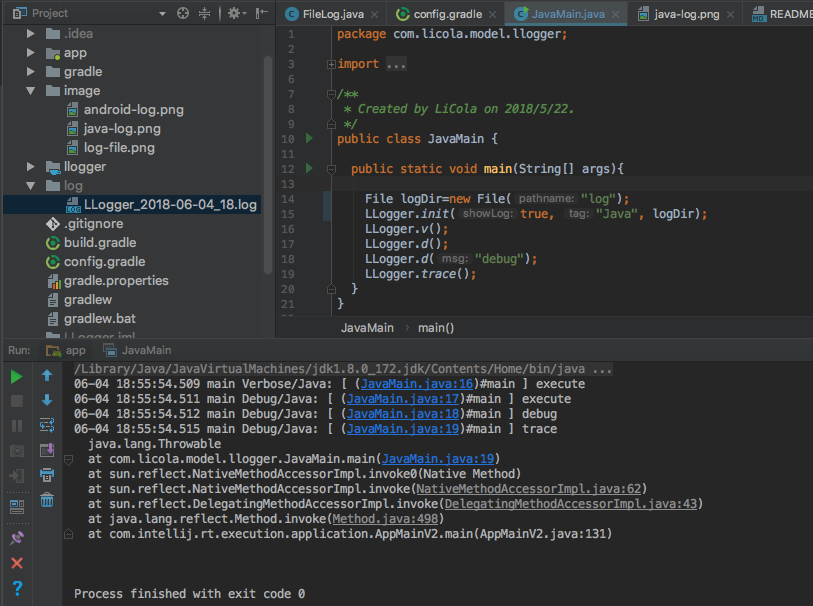 Project
.idea
app
gradle
image
android-log.png
java-log.png
log-file.png
llogger
log
LLogger_2018-06-04_18.log
.gitignore
build.gradle
config.gradle
gradle.properties
gradlew
gradlew.bat
LLogger.iml
FileLog.java
config.gradle
JavaMain.java
java-log.png
README
1 package com.licola.model.llogger;
2
3 import ...
6
7 /**
8 * Created by LiCola on 2018/5/22.
9 */
10 public class JavaMain {
11
12 public static void main(String[] args){
13
14 File logDir=new File( pathname: "log");
15 LLogger.init( showLog: true, tag: "Java", logDir);
16 LLogger.v();
17 LLogger.d();
18 LLogger.d( msg: "debug");
19 LLogger.trace();
20 }
21 }
JavaMain › main()
Run: app JavaMain
/Library/Java/JavaVirtualMachines/jdk1.8.0_172.jdk/Contents/Home/bin/java ...
06-04 18:55:54.509 main Verbose/Java: [ (JavaMain.java:16)#main ] execute
06-04 18:55:54.511 main Debug/Java: [ (JavaMain.java:17)#main ] execute
06-04 18:55:54.512 main Debug/Java: [ (JavaMain.java:18)#main ] debug
06-04 18:55:54.515 main Debug/Java: [ (JavaMain.java:19)#main ] trace
java.lang.Throwable
at com.licola.model.llogger.JavaMain.main(JavaMain.java:19)
at sun.reflect.NativeMethodAccessorImpl.invoke0(Native Method)
at sun.reflect.NativeMethodAccessorImpl.invoke(NativeMethodAccessorImpl.java:62)
at sun.reflect.DelegatingMethodAccessorImpl.invoke(DelegatingMethodAccessorImpl.java:43)
at java.lang.reflect.Method.invoke(Method.java:498)
at com.intellij.rt.execution.application.AppMainV2.main(AppMainV2.java:131)
Process finished with exit code 0